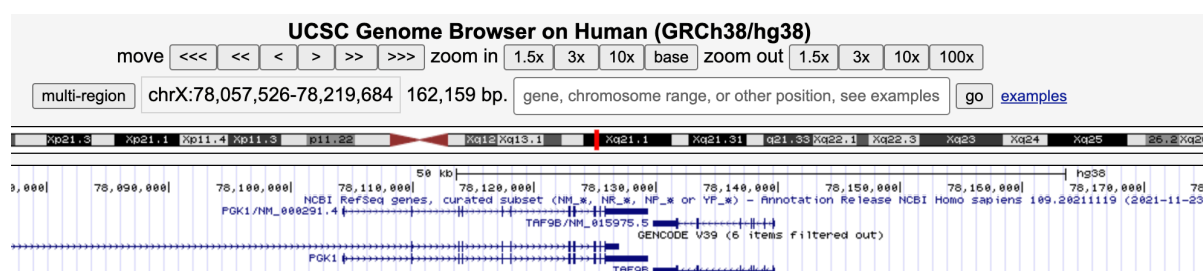 UCSC Genome Browser on Human (GRCh38/hg38)
move <<< << < > >> >>> zoom in 1.5x 3x 10x base zoom out 1.5x 3x 10x 100x
multi-region chrX:78,057,526-78,219,684 162,159 bp. gene, chromosome range, or other position, see examples go examples
Xp21.3 Xp21.1 Xp11.4 Xp11.3 p11.22 Xq12 Xq13.1 Xq21.1 Xq21.31 q21.33 Xq22.1 Xq22.3 Xq23 Xq24 Xq25 26.2
50 kb hg38
78,090,000| 78,100,000| 78,110,000| 78,120,000| 78,130,000| 78,140,000| 78,150,000| 78,160,000| 78,170,000|
NCBI RefSeq genes, curated subset (NM_*, NR_*, NP_* or YP_*) - Annotation Release NCBI Homo sapiens 109.20211119 (2021-11-23
PGK1/NM_000291.4
TAF9B/NM_015975.5
GENCODE V39 (6 items filtered out)
PGK1
TAF9B